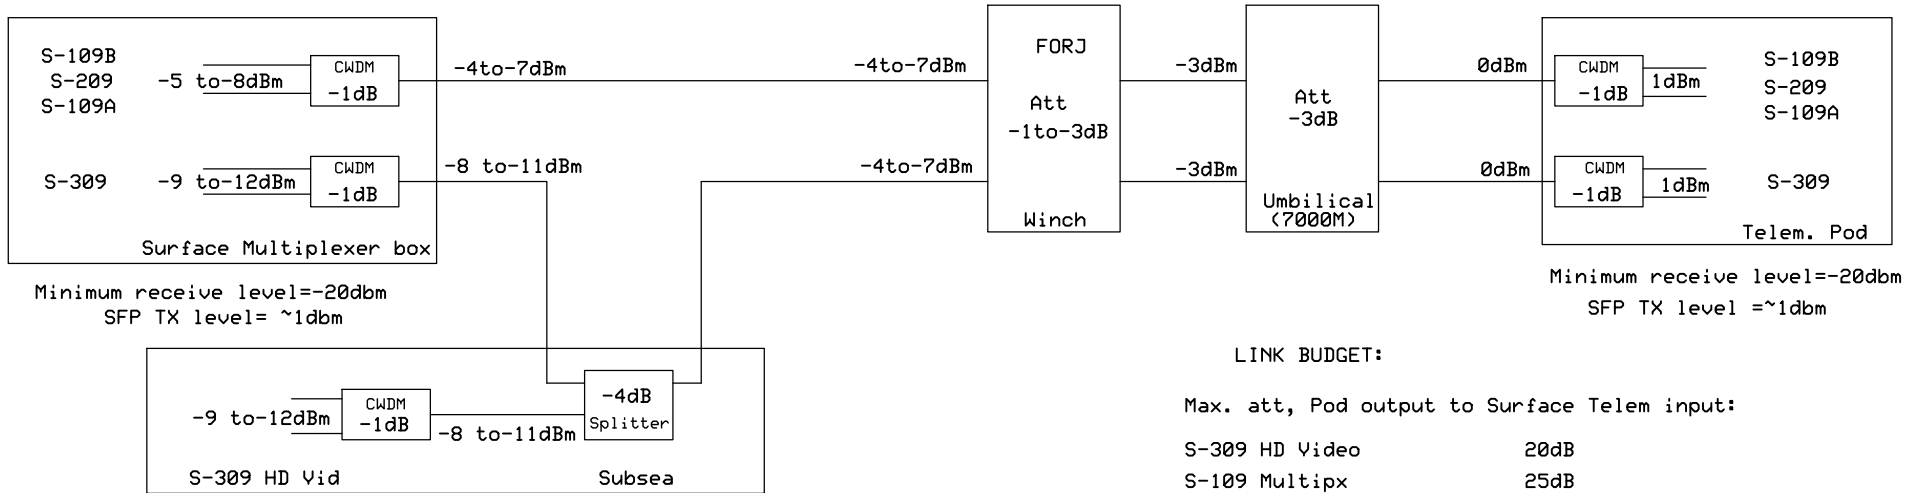 S-109B
S-209
S-109A
-5 to-8dBm
CWDM
-1dB
-4to-7dBm
S-309
-9 to-12dBm
CWDM
-1dB
-8 to-11dBm
Surface Multiplexer box
Minimum receive level=-20dbm
SFP TX level= ~1dbm
-9 to-12dBm
CWDM
-1dB
-8 to-11dBm
-4dB
Splitter
S-309 HD Vid
Subsea
-4to-7dBm
-4to-7dBm
FORJ
Att
-1to-3dB
Winch
-3dBm
-3dBm
Att
-3dB
Umbilical
(7000M)
0dBm
0dBm
CWDM
-1dB
1dBm
S-109B
S-209
S-109A
CWDM
-1dB
1dBm
S-309
Telem. Pod
Minimum receive level=-20dbm
SFP TX level =~1dbm
LINK BUDGET:
Max. att, Pod output to Surface Telem input:
S-309 HD Video 20dB
S-109 Multipx 25dB